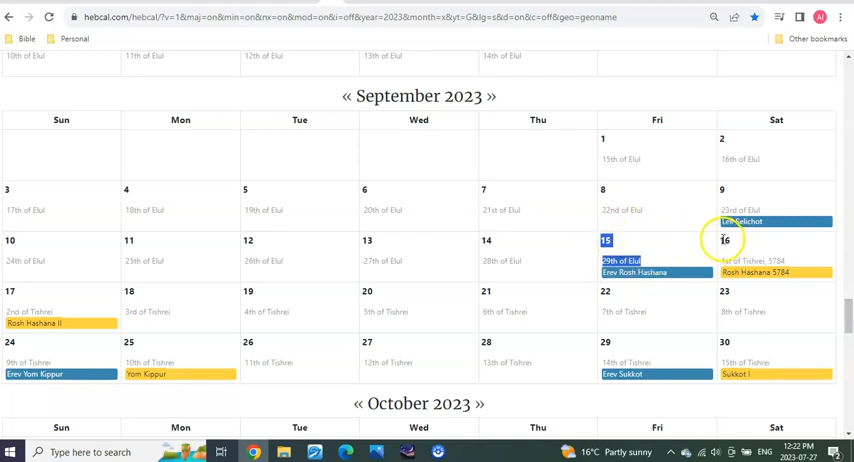 hebcal.com/hebcal/?v=1&maj=on&min=on&nx=on&mod=on&i=off&year=2023&month=x&yt=G&lg=s&d=on&c=off&geo=geoname
AI
Bible Personal Other bookmarks
10th of Elul 11th of Elul 12th of Elul 13th of Elul 14th of Elul
« September 2023 »
Sun Mon Tue Wed Thu Fri Sat
1 2
15th of Elul 16th of Elul
3 4 5 6 7 8 9
17th of Elul 18th of Elul 19th of Elul 20th of Elul 21st of Elul 22nd of Elul 23rd of Elul
Leil Selichot
10 11 12 13 14 15 16
24th of Elul 25th of Elul 26th of Elul 27th of Elul 28th of Elul 29th of Elul 1st of Tishrei, 5784
Erev Rosh Hashana Rosh Hashana 5784
17 18 19 20 21 22 23
2nd of Tishrei 3rd of Tishrei 4th of Tishrei 5th of Tishrei 6th of Tishrei 7th of Tishrei 8th of Tishrei
Rosh Hashana II
24 25 26 27 28 29 30
9th of Tishrei 10th of Tishrei 11th of Tishrei 12th of Tishrei 13th of Tishrei 14th of Tishrei 15th of Tishrei
Erev Yom Kippur Yom Kippur Erev Sukkot Sukkot I
« October 2023 »
Sun Mon Tue Wed Thu Fri Sat
Type here to search 16°C Partly sunny ENG 12:22 PM
2023-07-27
2